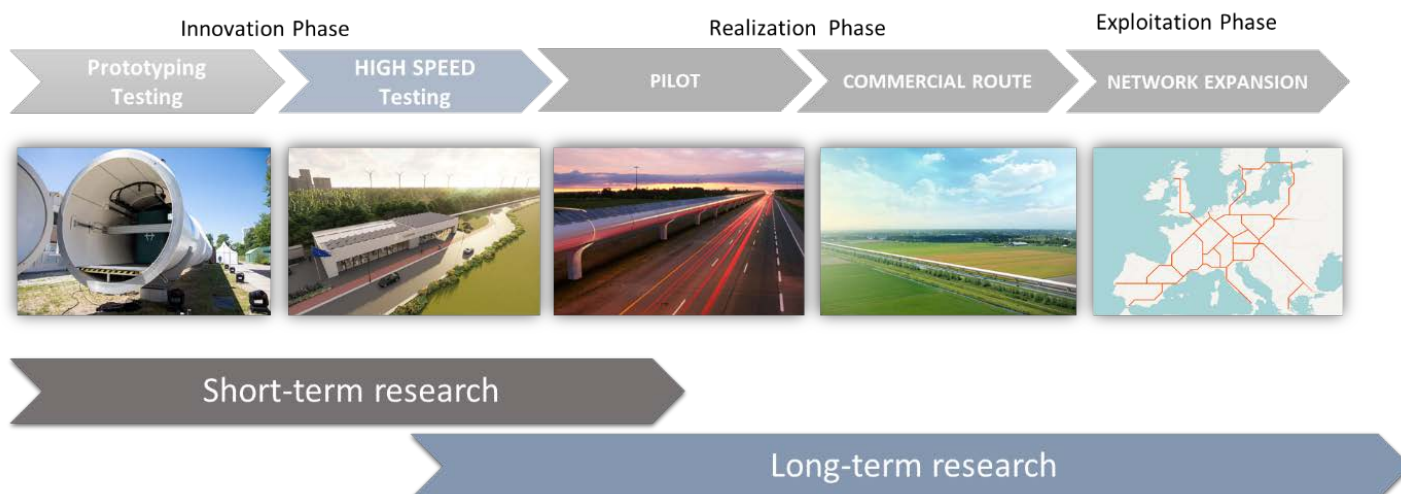 Innovation Phase
Realization Phase
Exploitation Phase
Prototyping
Testing
HIGH SPEED
Testing
PILOT
COMMERCIAL ROUTE
NETWORK EXPANSION
Short-term research
Long-term research